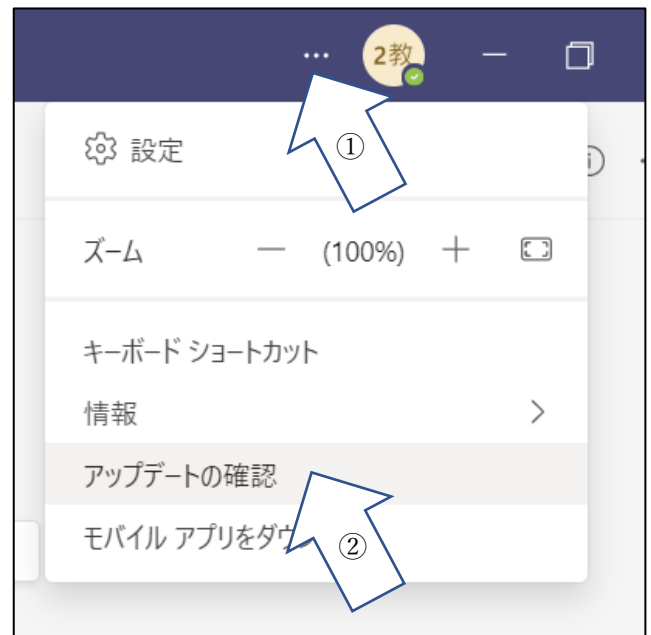 … 2教
①
設定
ズーム — (100%) +
キーボード ショートカット
情報 >
アップデートの確認
モバイル アプリをダウ
②